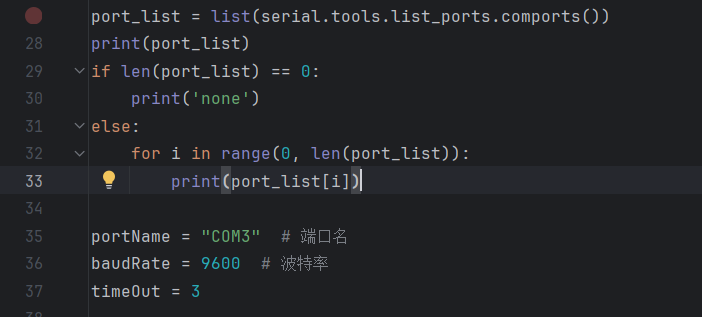 port_list = list(serial.tools.list_ports.comports())
28 print(port_list)
29 if len(port_list) == 0:
30     print('none')
31 else:
32     for i in range(0, len(port_list)):
33         print(port_list[i])
34
35 portName = "COM3"  # 端口名
36 baudRate = 9600  # 波特率
37 timeOut = 3